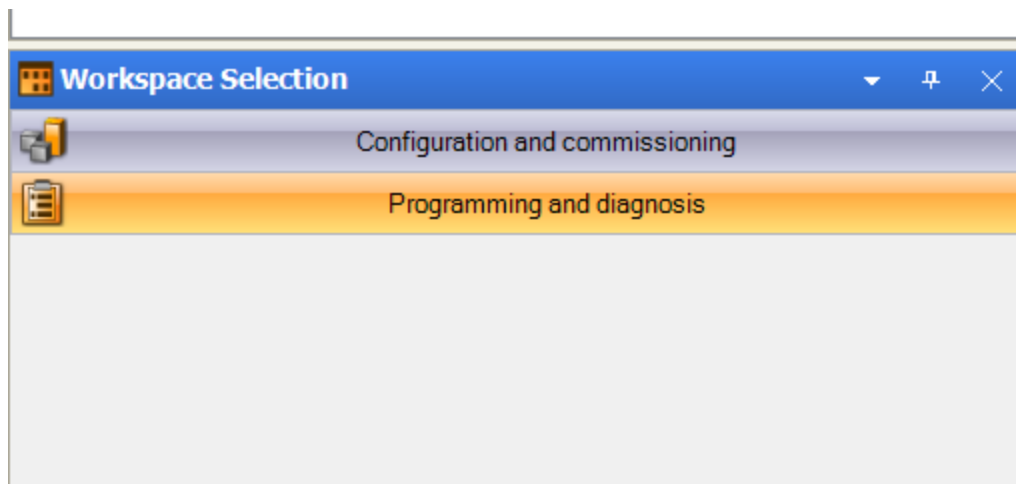 Workspace Selection
Configuration and commissioning
Programming and diagnosis